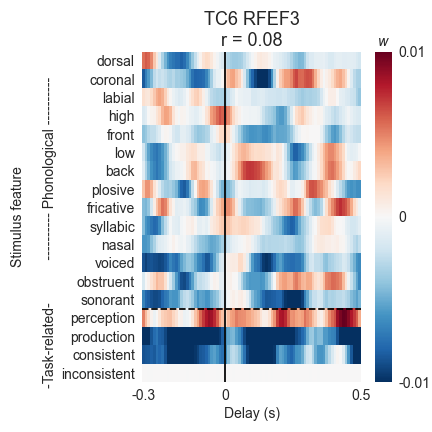 TC6 RFEF3
r = 0.08
w
dorsal
coronal
labial
high
front
low
back
plosive
fricative
syllabic
nasal
voiced
obstruent
sonorant
perception
production
consistent
inconsistent
Stimulus feature
---------- Phonological ----------
-Task-related-
0.01
0
-0.01
-0.3
0
0.5
Delay (s)